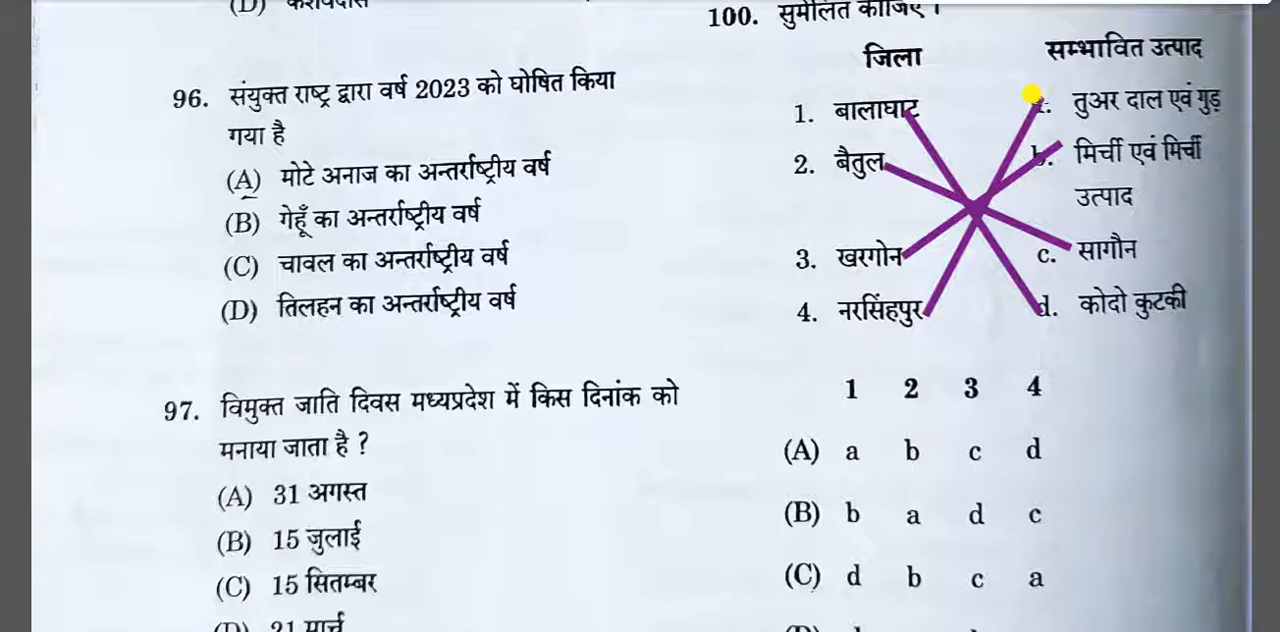 (D) केशवदास
96. संयुक्त राष्ट्र द्वारा वर्ष 2023 को घोषित किया
गया है
(A) मोटे अनाज का अन्तर्राष्ट्रीय वर्ष
(B) गेहूँ का अन्तर्राष्ट्रीय वर्ष
(C) चावल का अन्तर्राष्ट्रीय वर्ष
(D) तिलहन का अन्तर्राष्ट्रीय वर्ष
97. विमुक्त जाति दिवस मध्यप्रदेश में किस दिनांक को
मनाया जाता है ?
(A) 31 अगस्त
(B) 15 जुलाई
(C) 15 सितम्बर
(D) 21 मार्च
100. सुमेलित कीजिए ।
जिला सम्भावित उत्पाद
1. बालाघाट a. तुअर दाल एवं गुड़
2. बैतुल b. मिर्ची एवं मिर्ची
उत्पाद
3. खरगोन c. सागौन
4. नरसिंहपुर d. कोदो कुटकी
1 2 3 4
(A) a b c d
(B) b a d c
(C) d b c a
(D)